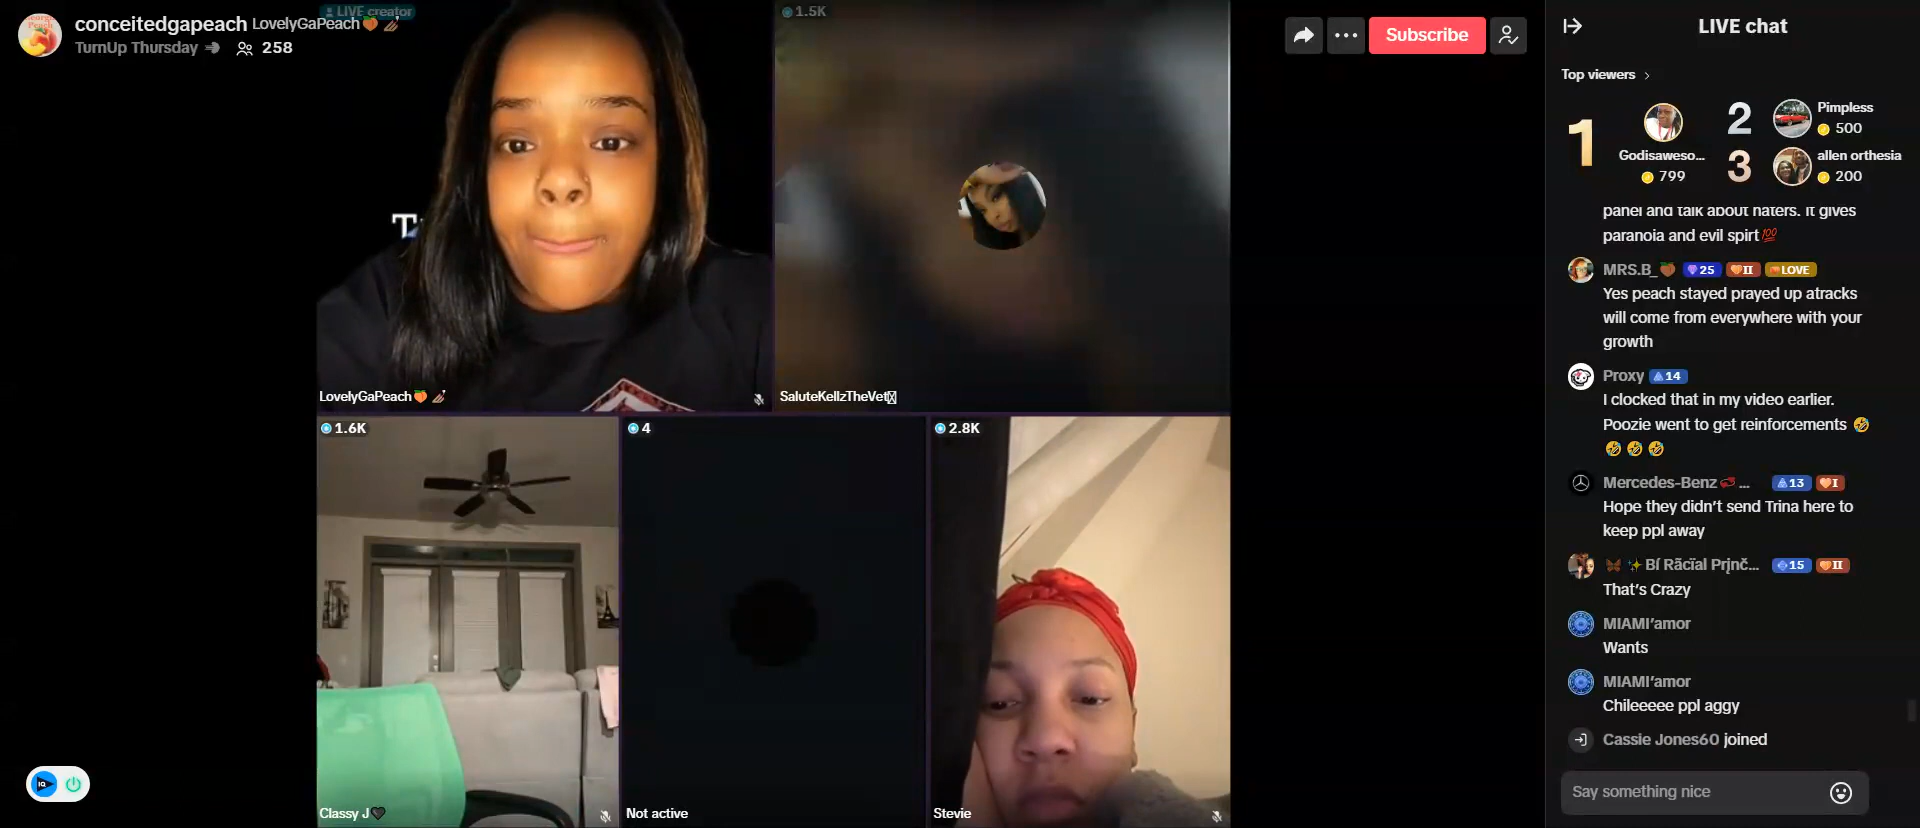 conceitedgapeach LovelyGaPeach🍑💅🏾
TurnUp Thursday 258
LIVE creator
1.5K
Subscribe
LovelyGaPeach🍑💅🏾
SaluteKellzTheVet
1.6K
4
2.8K
Classy J🖤
Not active
Stevie
LIVE chat
Top viewers >
1
Godisaweso...
799
2
Pimpless
500
3
allen orthesia
200
panel and talk about haters. It gives
paranoia and evil spirt💯
MRS.B_🍑 25 II LOVE
Yes peach stayed prayed up atracks
will come from everywhere with your
growth
Proxy 14
I clocked that in my video earlier.
Poozie went to get reinforcements 🤣
🤣 🤣 🤣
Mercedes-Benz💞 ... 13 I
Hope they didn't send Trina here to
keep ppl away
🦋 ✨Bí Rãcïal Prįnč... 15 II
That's Crazy
MIAMI'amor
Wants
MIAMI'amor
Chileeeee ppl aggy
Cassie Jones60 joined
Say something nice